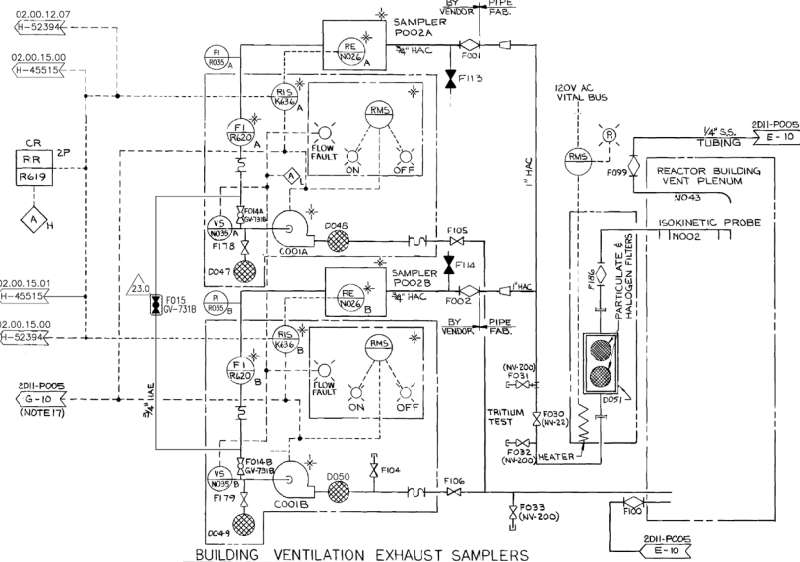 BY VENDOR
PIPE FAB.
02.00.12.07
H-52394
SAMPLER
P002A
3/4" HAC
F001
PI
R035
A
RE
N026
A
02.00.15.00
H-45515
F113
RIS
K636
A
RMS
120V AC
VITAL BUS
1/4" S.S.
TUBING
2D11-P005
E-10
FI
R620
A
FLOW
FAULT
ON
OFF
R
RMS
F099
REACTOR BUILDING
VENT PLENUM
N043
CR
RR
R619
2P
1" HAC
A
H
A
L
ISOKINETIC PROBE
N002
F014A
GV-731B
VS
N035
A
F178
C001A
D048
F105
D047
F186
PARTICULATE &
HALOGEN FILTERS
SAMPLER
P002B
3/4" HAC
F114
F002
1" HAC
02.00.15.01
H-45515
23.0
F015
GV-731B
PI
R035
B
RE
N026
B
02.00.15.00
H-52394
BY
VENDOR
PIPE
FAB.
RIS
K636
B
RMS
FI
R620
B
FLOW
FAULT
ON
OFF
2D11-P005
G-10
(NOTE 17)
3/4" HAE
(NV-200)
F031
D051
TRITIUM
TEST
F030
(NV-22)
F032
(NV-200)
HEATER
F014B
GV-731B
VS
N035
B
F179
C001B
D050
F104
F106
D049
F033
(NV-200)
F100
2D11-P005
E-10
BUILDING VENTILATION EXHAUST SAMPLERS